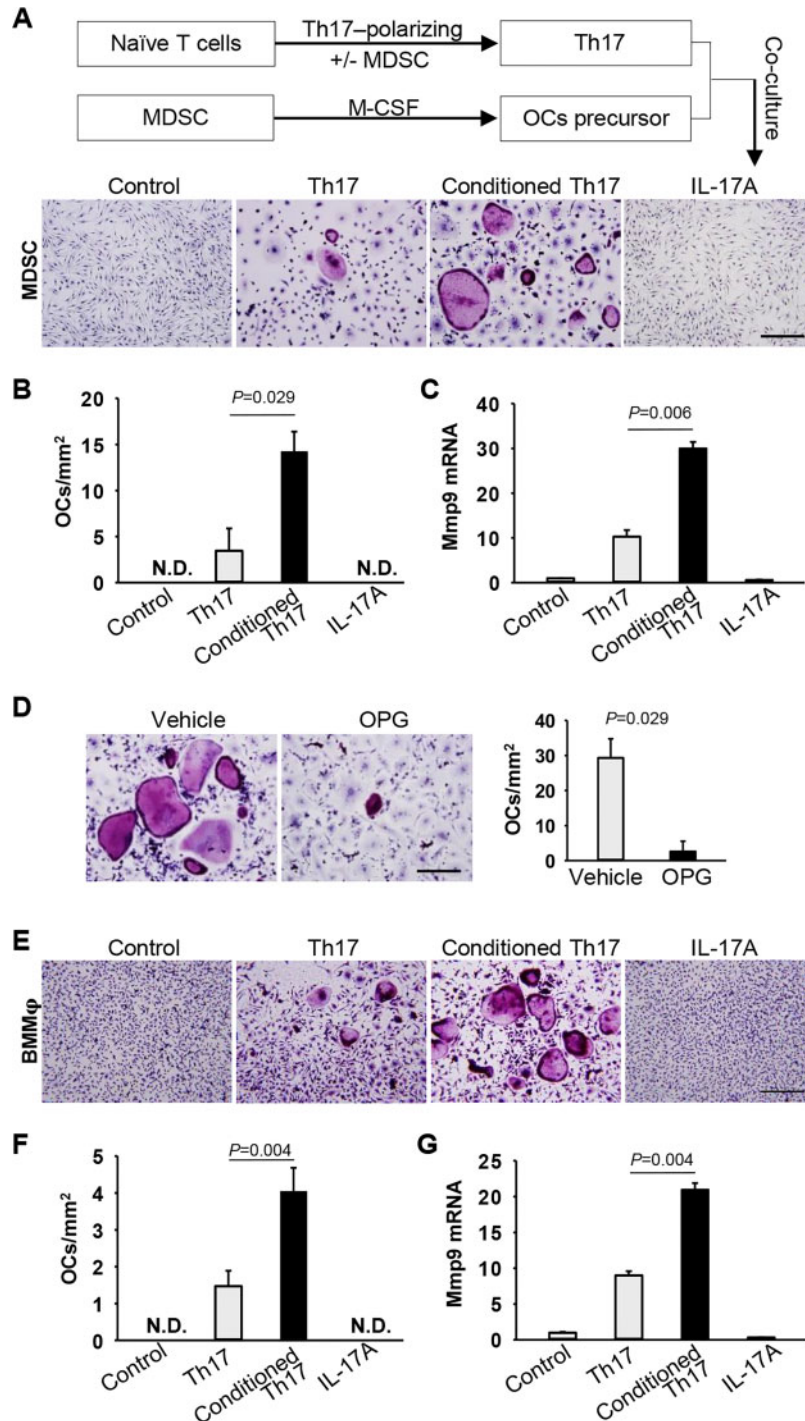 A
Naïve T cells
Th17–polarizing
+/- MDSC
Th17
MDSC
M-CSF
OCs precursor
Co-culture
Control
Th17
Conditioned Th17
IL-17A
MDSC
B
OCs/mm²
20
15
10
5
0
P=0.029
N.D.
N.D.
Control
Th17
Conditioned
Th17
IL-17A
C
Mmp9 mRNA
40
30
20
10
0
P=0.006
Control
Th17
Conditioned
Th17
IL-17A
D
Vehicle
OPG
OCs/mm²
40
30
20
10
0
P=0.029
Vehicle
OPG
E
Control
Th17
Conditioned Th17
IL-17A
BMMφ
F
OCs/mm²
5
4
3
2
1
0
P=0.004
N.D.
N.D.
Control
Th17
Conditioned
Th17
IL-17A
G
Mmp9 mRNA
25
20
15
10
5
0
P=0.004
Control
Th17
Conditioned
Th17
IL-17A